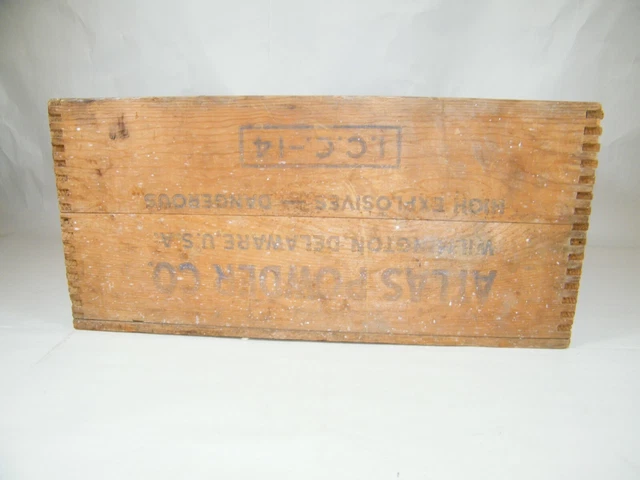 ATLAS POWDER CO.
WILMINGTON, DELAWARE, U.S.A.
HIGH EXPLOSIVES — DANGEROUS
I.C.C.-14